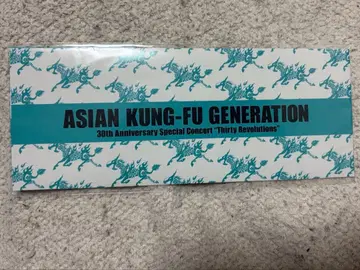 ASIAN KUNG-FU GENERATION
30th Anniversary Special Concert "Thirty Revolutions"